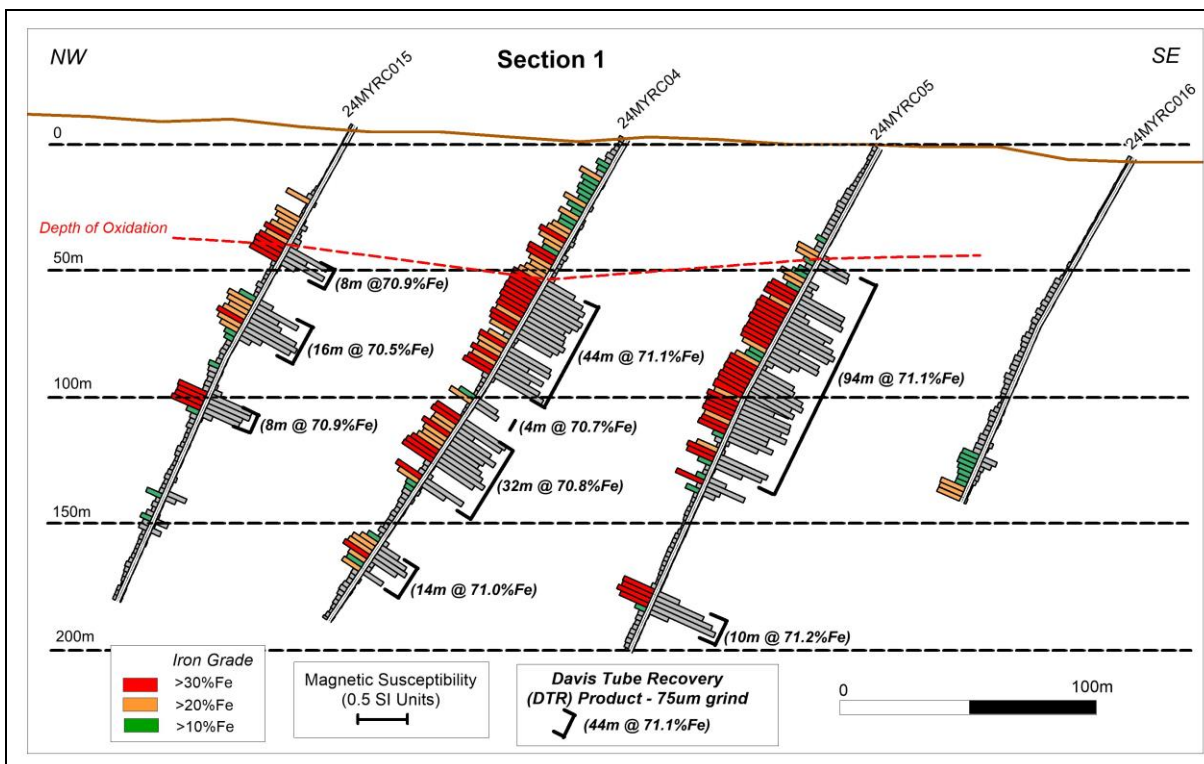 NW
Section 1
SE
24MYRC015
24MYRC04
24MYRC05
24MYRC016
0
Depth of Oxidation
50m
(8m @70.9%Fe)
(16m @ 70.5%Fe)
(44m @ 71.1%Fe)
(94m @ 71.1%Fe)
100m
(8m @ 70.9%Fe)
(4m @ 70.7%Fe)
(32m @ 70.8%Fe)
150m
(14m @ 71.0%Fe)
(10m @ 71.2%Fe)
200m
Iron Grade
>30%Fe
>20%Fe
>10%Fe
Magnetic Susceptibility
(0.5 SI Units)
Davis Tube Recovery
(DTR) Product - 75um grind
(44m @ 71.1%Fe)
0
100m